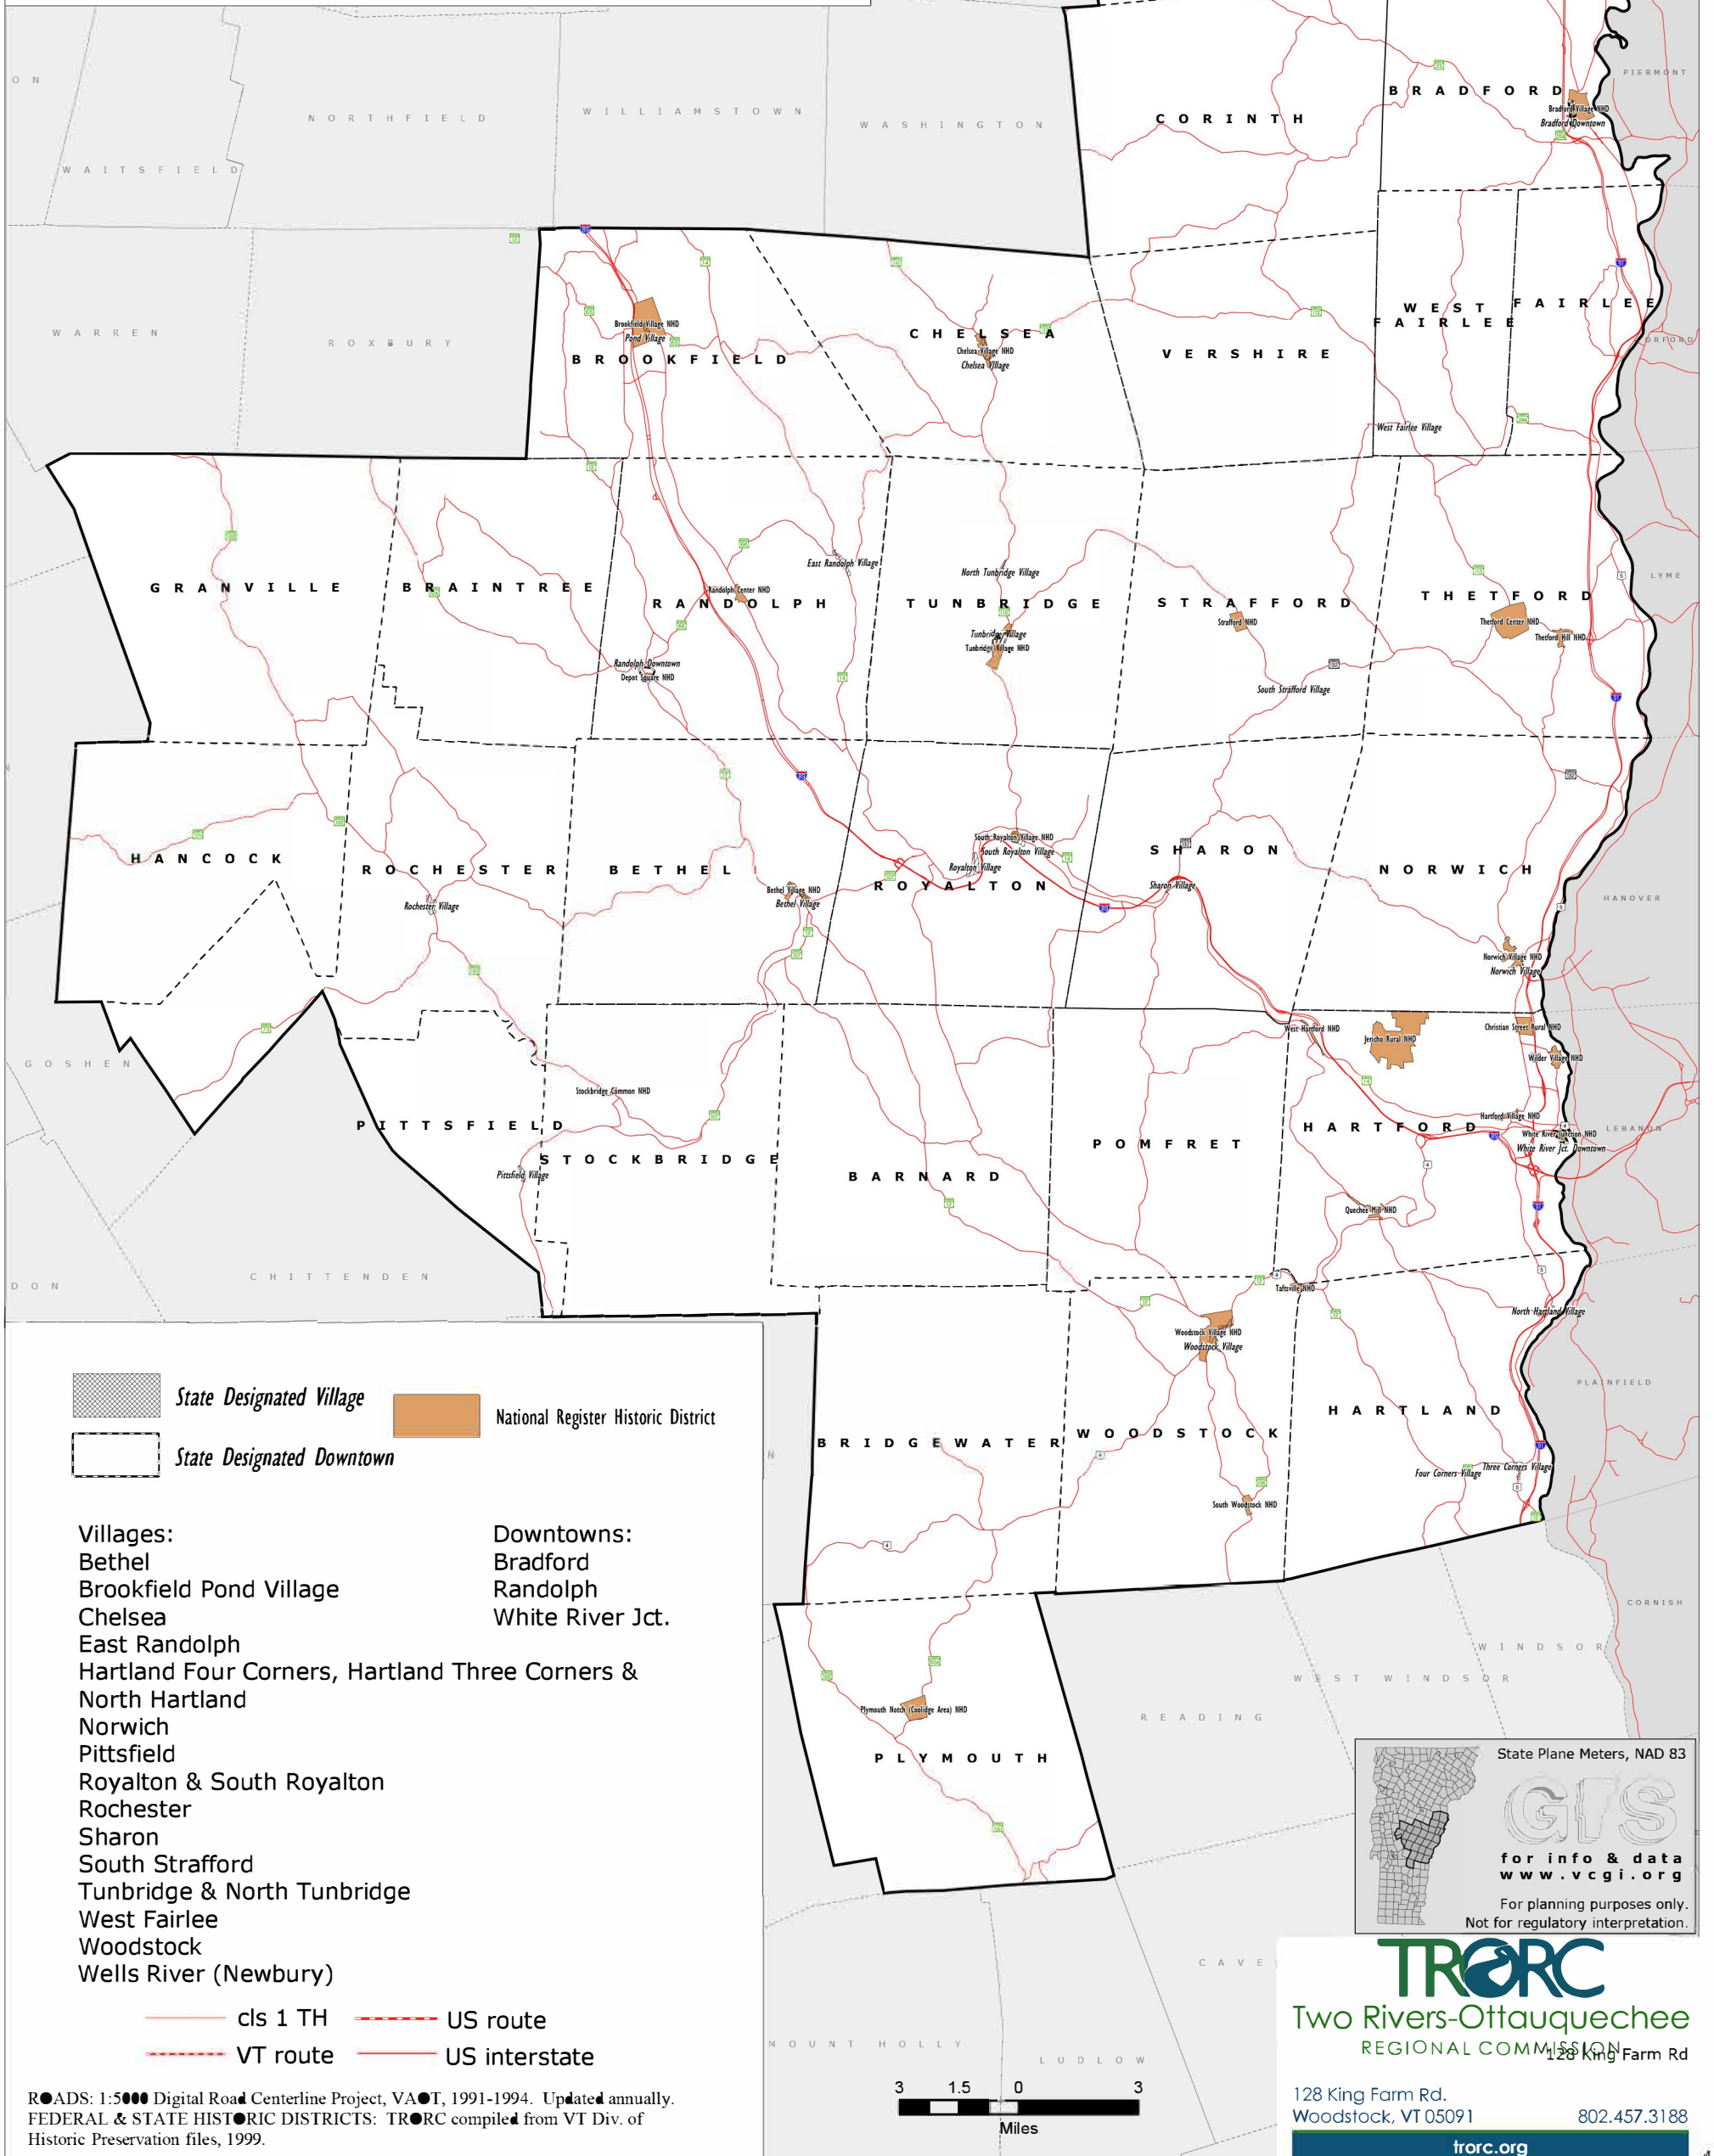 O N
NORTHFIELD
WILLIAMSTOWN
WASHINGTON
WAITSFIELD
CORINTH
BRADFORD
PIERMONT
Bradford Village NHD
Bradford Downtown
WARREN
ROXBURY
Brookfield Village NHD
Pond Village
BROOKFIELD
CHELSEA
Chelsea Village NHD
Chelsea Village
VERSHIRE
WEST
FAIRLEE
FAIRLEE
ORFORD
West Fairlee Village
GRANVILLE
BRAINTREE
RANDOLPH
East Randolph Village
Randolph Center NHD
Randolph Downtown
Depot Square NHD
North Tunbridge Village
TUNBRIDGE
Tunbridge Village
Tunbridge Village NHD
STRAFFORD
Strafford NHD
South Strafford Village
THETFORD
Thetford Center NHD
Thetford Hill NHD
LYME
HANCOCK
ROCHESTER
Rochester Village
BETHEL
Bethel Village NHD
Bethel Village
South Royalton Village NHD
South Royalton Village
Royalton Village
ROYALTON
SHARON
Sharon Village
NORWICH
Norwich Village NHD
Norwich Village
HANOVER
GOSHEN
PITTSFIELD
Stockbridge Common NHD
STOCKBRIDGE
Pittsfield Village
BARNARD
POMFRET
West Hartford NHD
Jericho Rural NHD
Christian Street Rural NHD
Wilder Village NHD
Hartford Village NHD
HARTFORD
White River Junction NHD
White River Jct. Downtown
LEBANON
Quechee Mill NHD
DON
CHITTENDEN
Taftsville NHD
North Hartland Village
Woodstock Village NHD
Woodstock Village
PLAINFIELD
HARTLAND
BRIDGEWATER
WOODSTOCK
Four Corners Village
Three Corners Village
South Woodstock NHD
CORNISH
WINDSOR
WEST WINDSOR
READING
Plymouth Notch (Coolidge Area) NHD
PLYMOUTH
CAVE
MOUNT HOLLY
LUDLOW
State Designated Village
National Register Historic District
State Designated Downtown
Villages:
Bethel
Brookfield Pond Village
Chelsea
East Randolph
Hartland Four Corners, Hartland Three Corners &
North Hartland
Norwich
Pittsfield
Royalton & South Royalton
Rochester
Sharon
South Strafford
Tunbridge & North Tunbridge
West Fairlee
Woodstock
Wells River (Newbury)
Downtowns:
Bradford
Randolph
White River Jct.
cls 1 TH
US route
VT route
US interstate
ROADS: 1:5000 Digital Road Centerline Project, VAOT, 1991-1994. Updated annually.
FEDERAL & STATE HISTORIC DISTRICTS: TRORC compiled from VT Div. of
Historic Preservation files, 1999.
3 1.5 0 3
Miles
State Plane Meters, NAD 83
GIS
for info & data
www.vcgi.org
For planning purposes only.
Not for regulatory interpretation.
TRORC
Two Rivers-Ottauquechee
REGIONAL COMMISSION
128 King Farm Rd
128 King Farm Rd.
Woodstock, VT 05091
802.457.3188
trorc.org